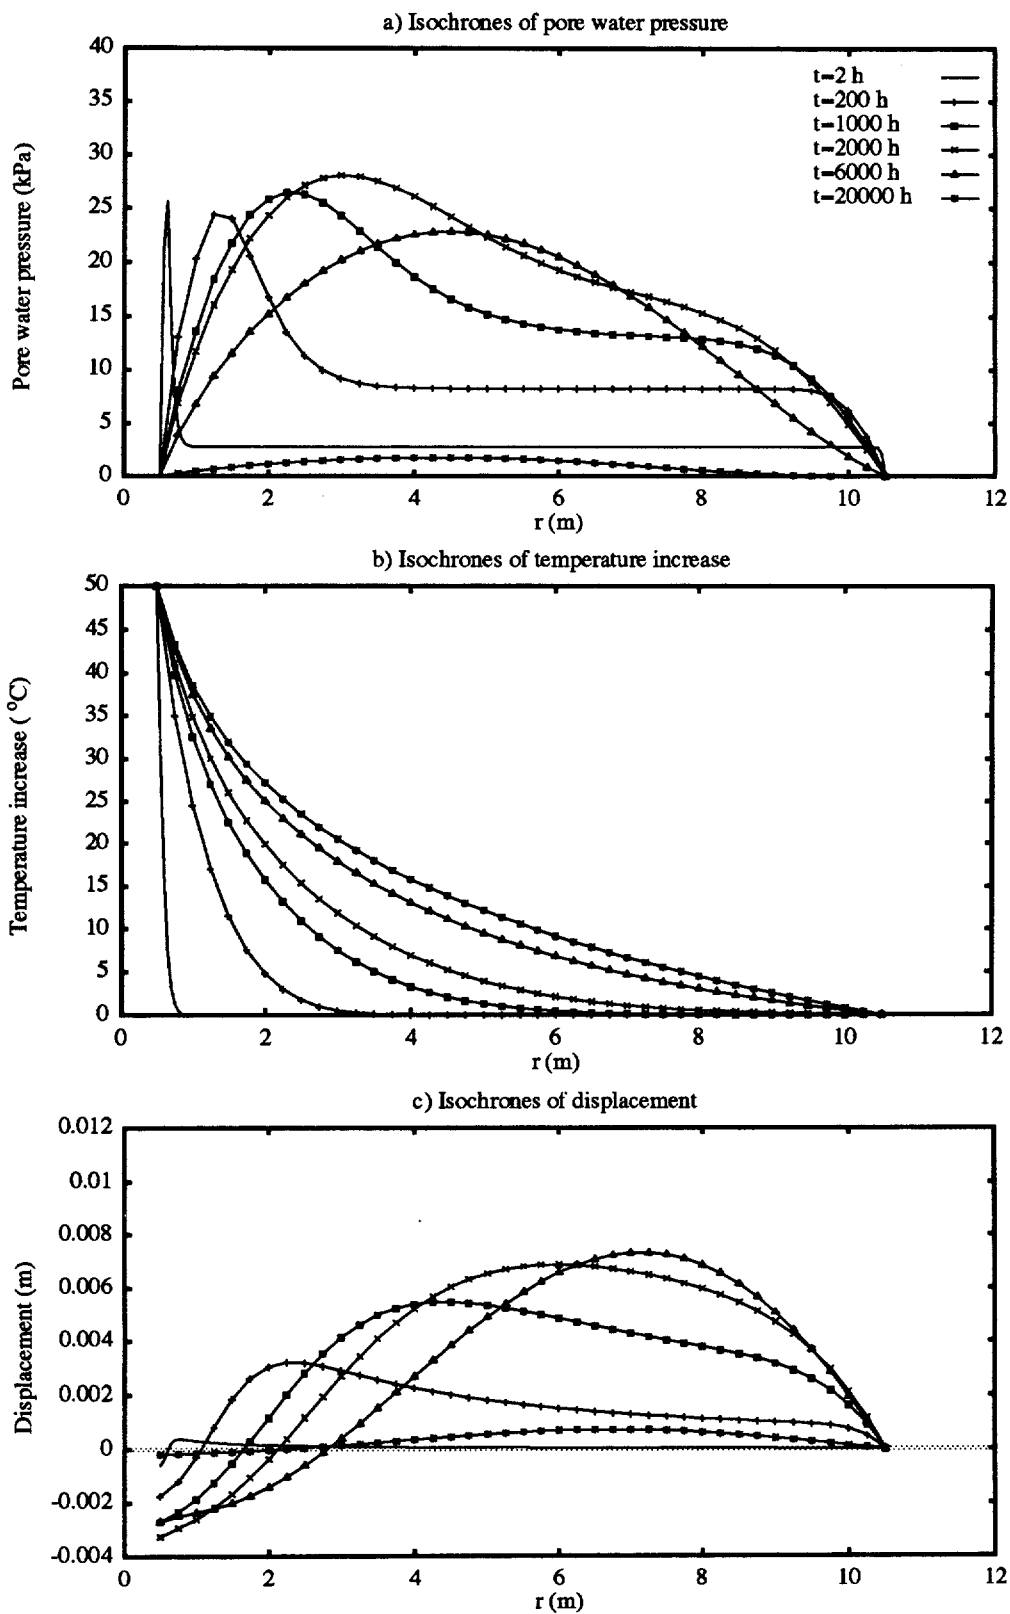 a) Isochrones of pore water pressure
40
35
30
25
20
15
10
5
0
Pore water pressure (kPa)
t=2 h
t=200 h
t=1000 h
t=2000 h
t=6000 h
t=20000 h
0 2 4 6 8 10 12
r (m)
b) Isochrones of temperature increase
50
45
40
35
30
25
20
15
10
5
0
Temperature increase ( °C)
0 2 4 6 8 10 12
r (m)
c) Isochrones of displacement
0.012
0.01
0.008
0.006
0.004
0.002
0
-0.002
-0.004
Displacement (m)
0 2 4 6 8 10 12
r (m)